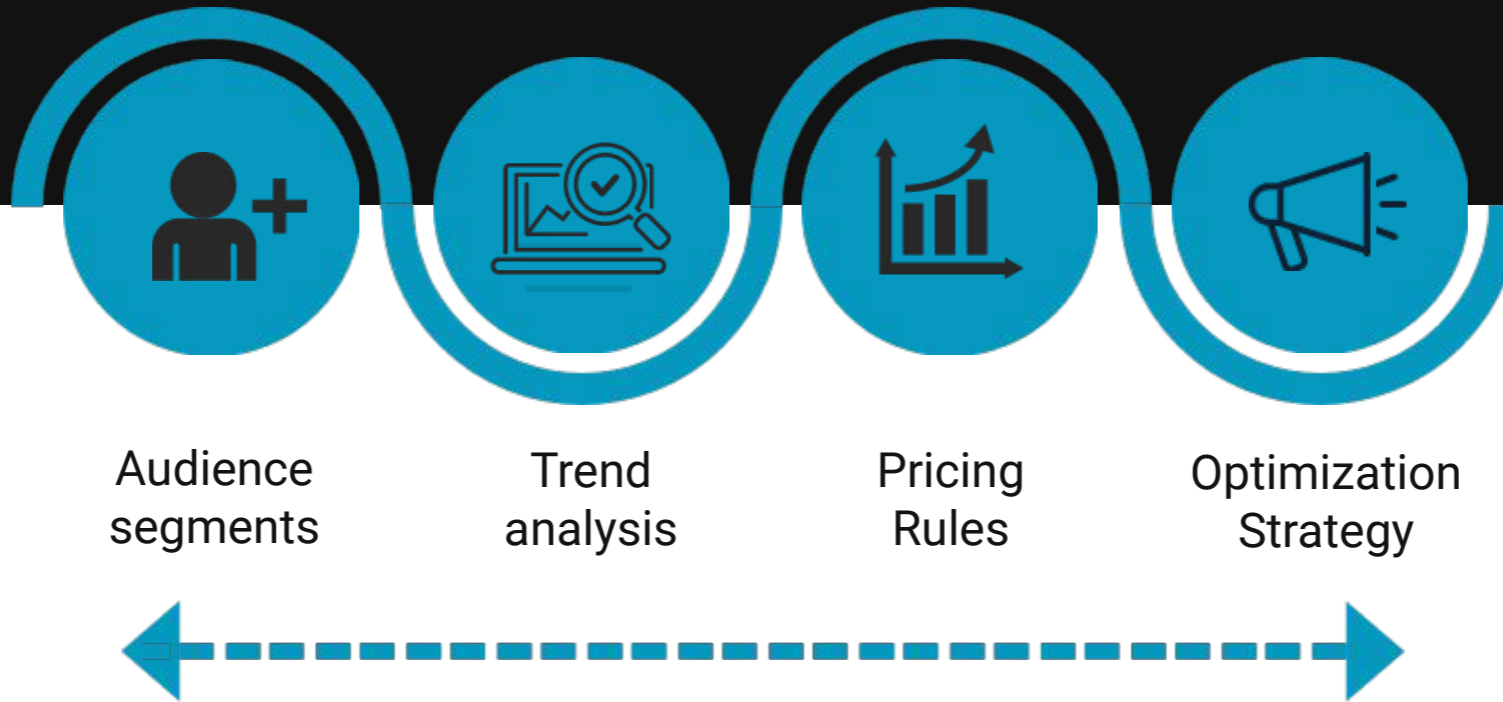 Audience
segments
Trend
analysis
Pricing
Rules
Optimization
Strategy